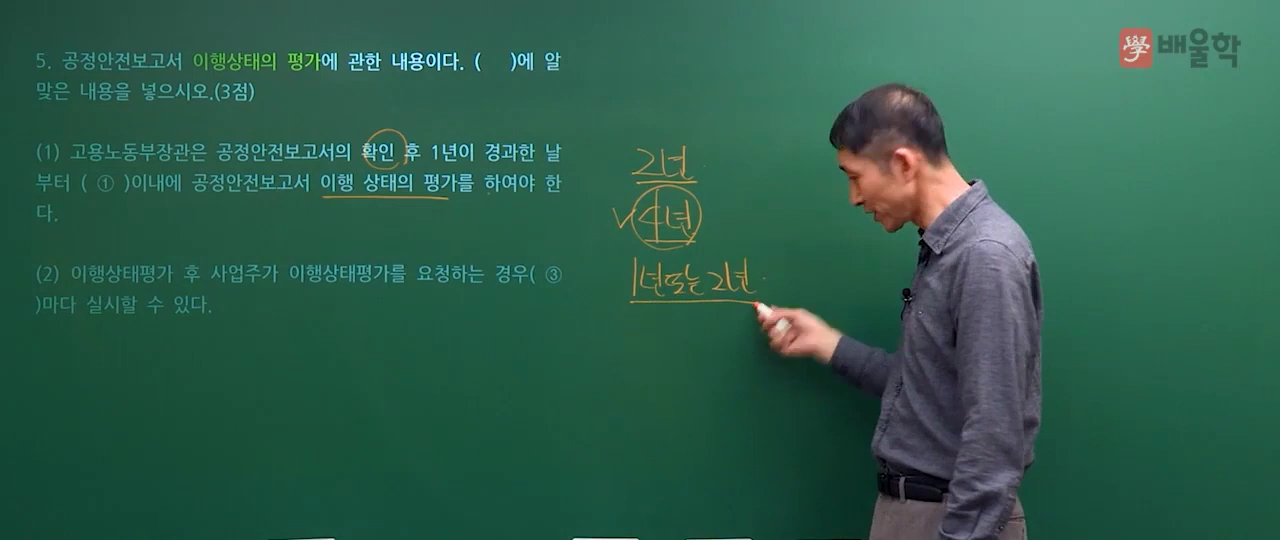 5. 공정안전보고서 이행상태의 평가에 관한 내용이다. (   )에 알
맞은 내용을 넣으시오.(3점)
(1) 고용노동부장관은 공정안전보고서의 확인 후 1년이 경과한 날
부터 ( ① )이내에 공정안전보고서 이행 상태의 평가를 하여야 한
다.
(2) 이행상태평가 후 사업주가 이행상태평가를 요청하는 경우( ③
)마다 실시할 수 있다.
2년
4년
1년또는 2년
學 배울학